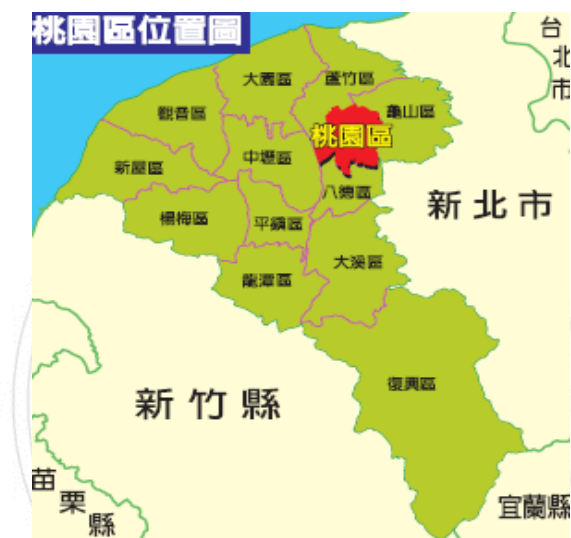 桃園區位置圖
台北市
大園區
蘆竹區
龜山區
觀音區
桃園區
中壢區
新屋區
八德區
新北市
楊梅區
平鎮區
大溪區
龍潭區
復興區
新竹縣
苗栗縣
宜蘭縣